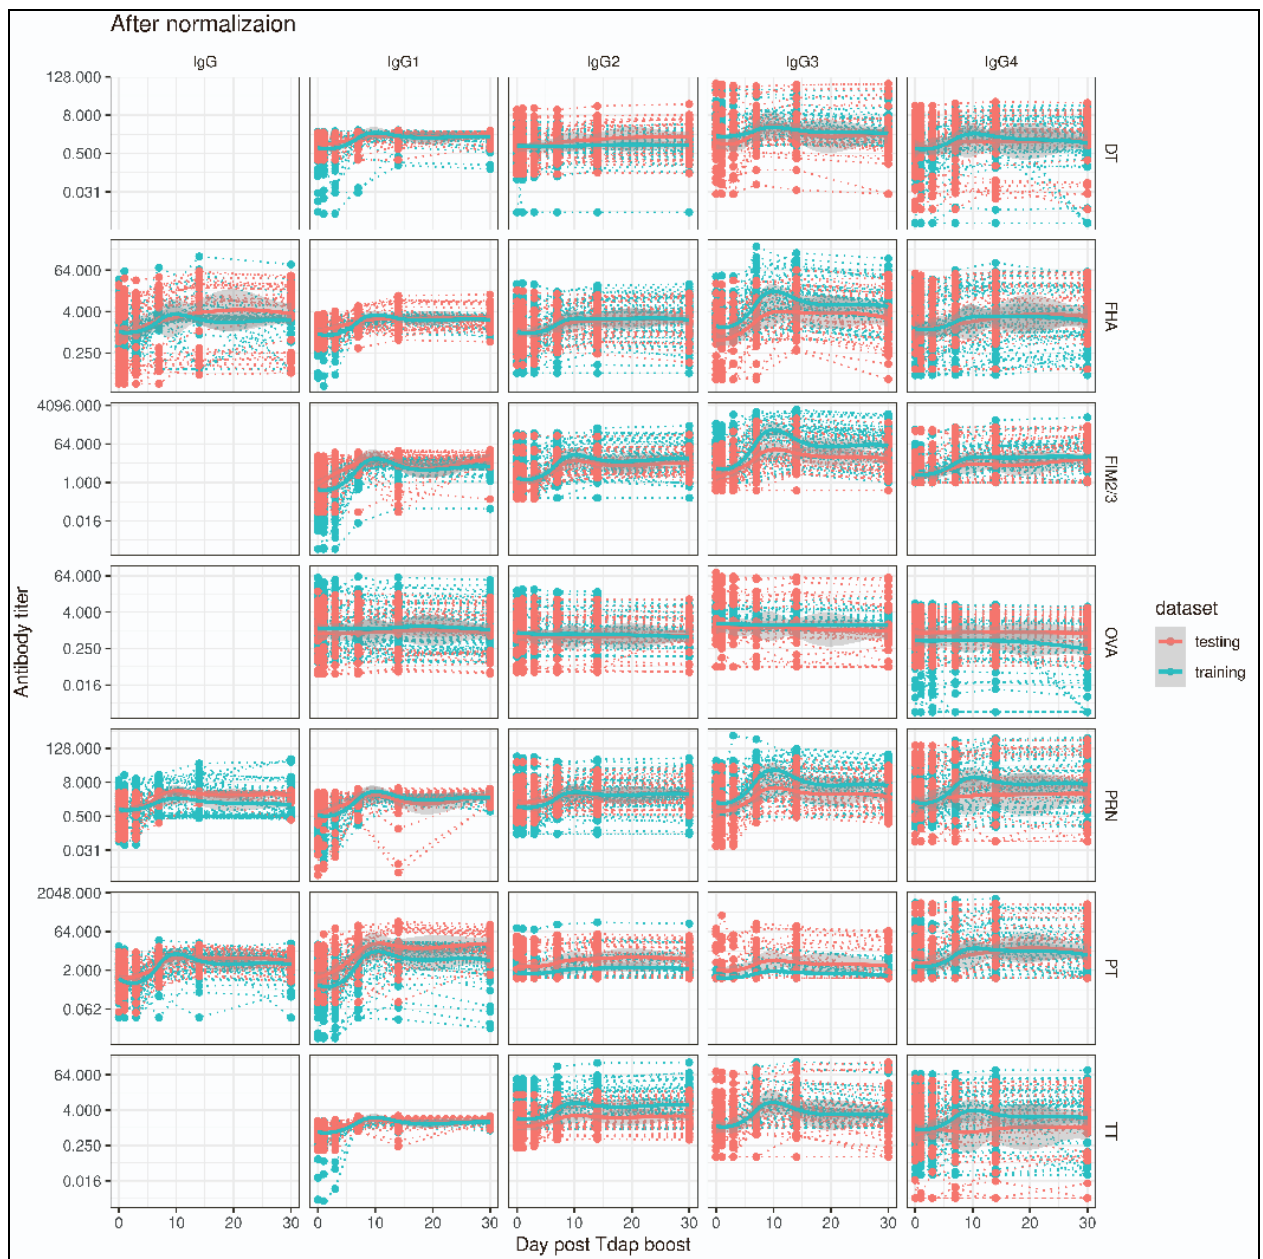 After normalizaion
IgG IgG1 IgG2 IgG3 IgG4
128.000
8.000
0.500
0.031
DT
64.000
4.000
0.250
FHA
4096.000
64.000
1.000
0.016
FIM2/3
64.000
4.000
0.250
0.016
OVA
128.000
8.000
0.500
0.031
PRN
2048.000
64.000
2.000
0.062
PT
64.000
4.000
0.250
0.016
TT
0 10 20 30 0 10 20 30 0 10 20 30 0 10 20 30 0 10 20 30
Day post Tdap boost
Antibody titer
dataset
testing
training